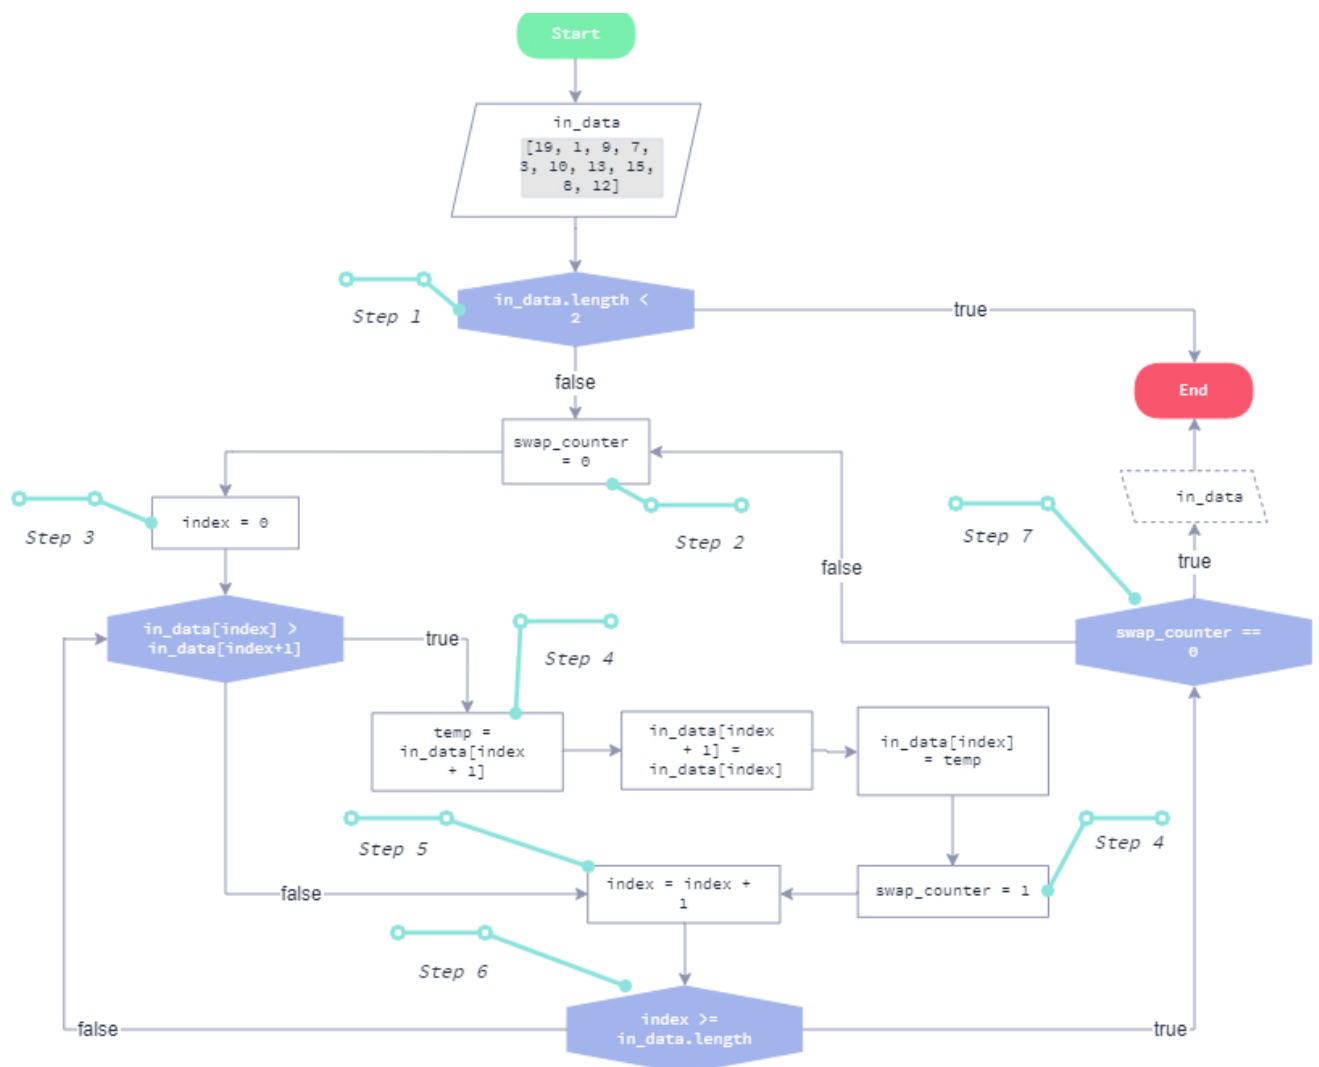 Start
in_data
[19, 1, 9, 7,
3, 10, 13, 15,
8, 12]
in_data.length <
2
Step 1
true
false
End
swap_counter
= 0
in_data
index = 0
Step 3
Step 2
Step 7
true
false
in_data[index] >
in_data[index+1]
true
Step 4
swap_counter ==
0
temp =
in_data[index
+ 1]
in_data[index
+ 1] =
in_data[index]
in_data[index]
= temp
Step 5
Step 4
false
index = index +
1
swap_counter = 1
Step 6
false
index >=
in_data.length
true